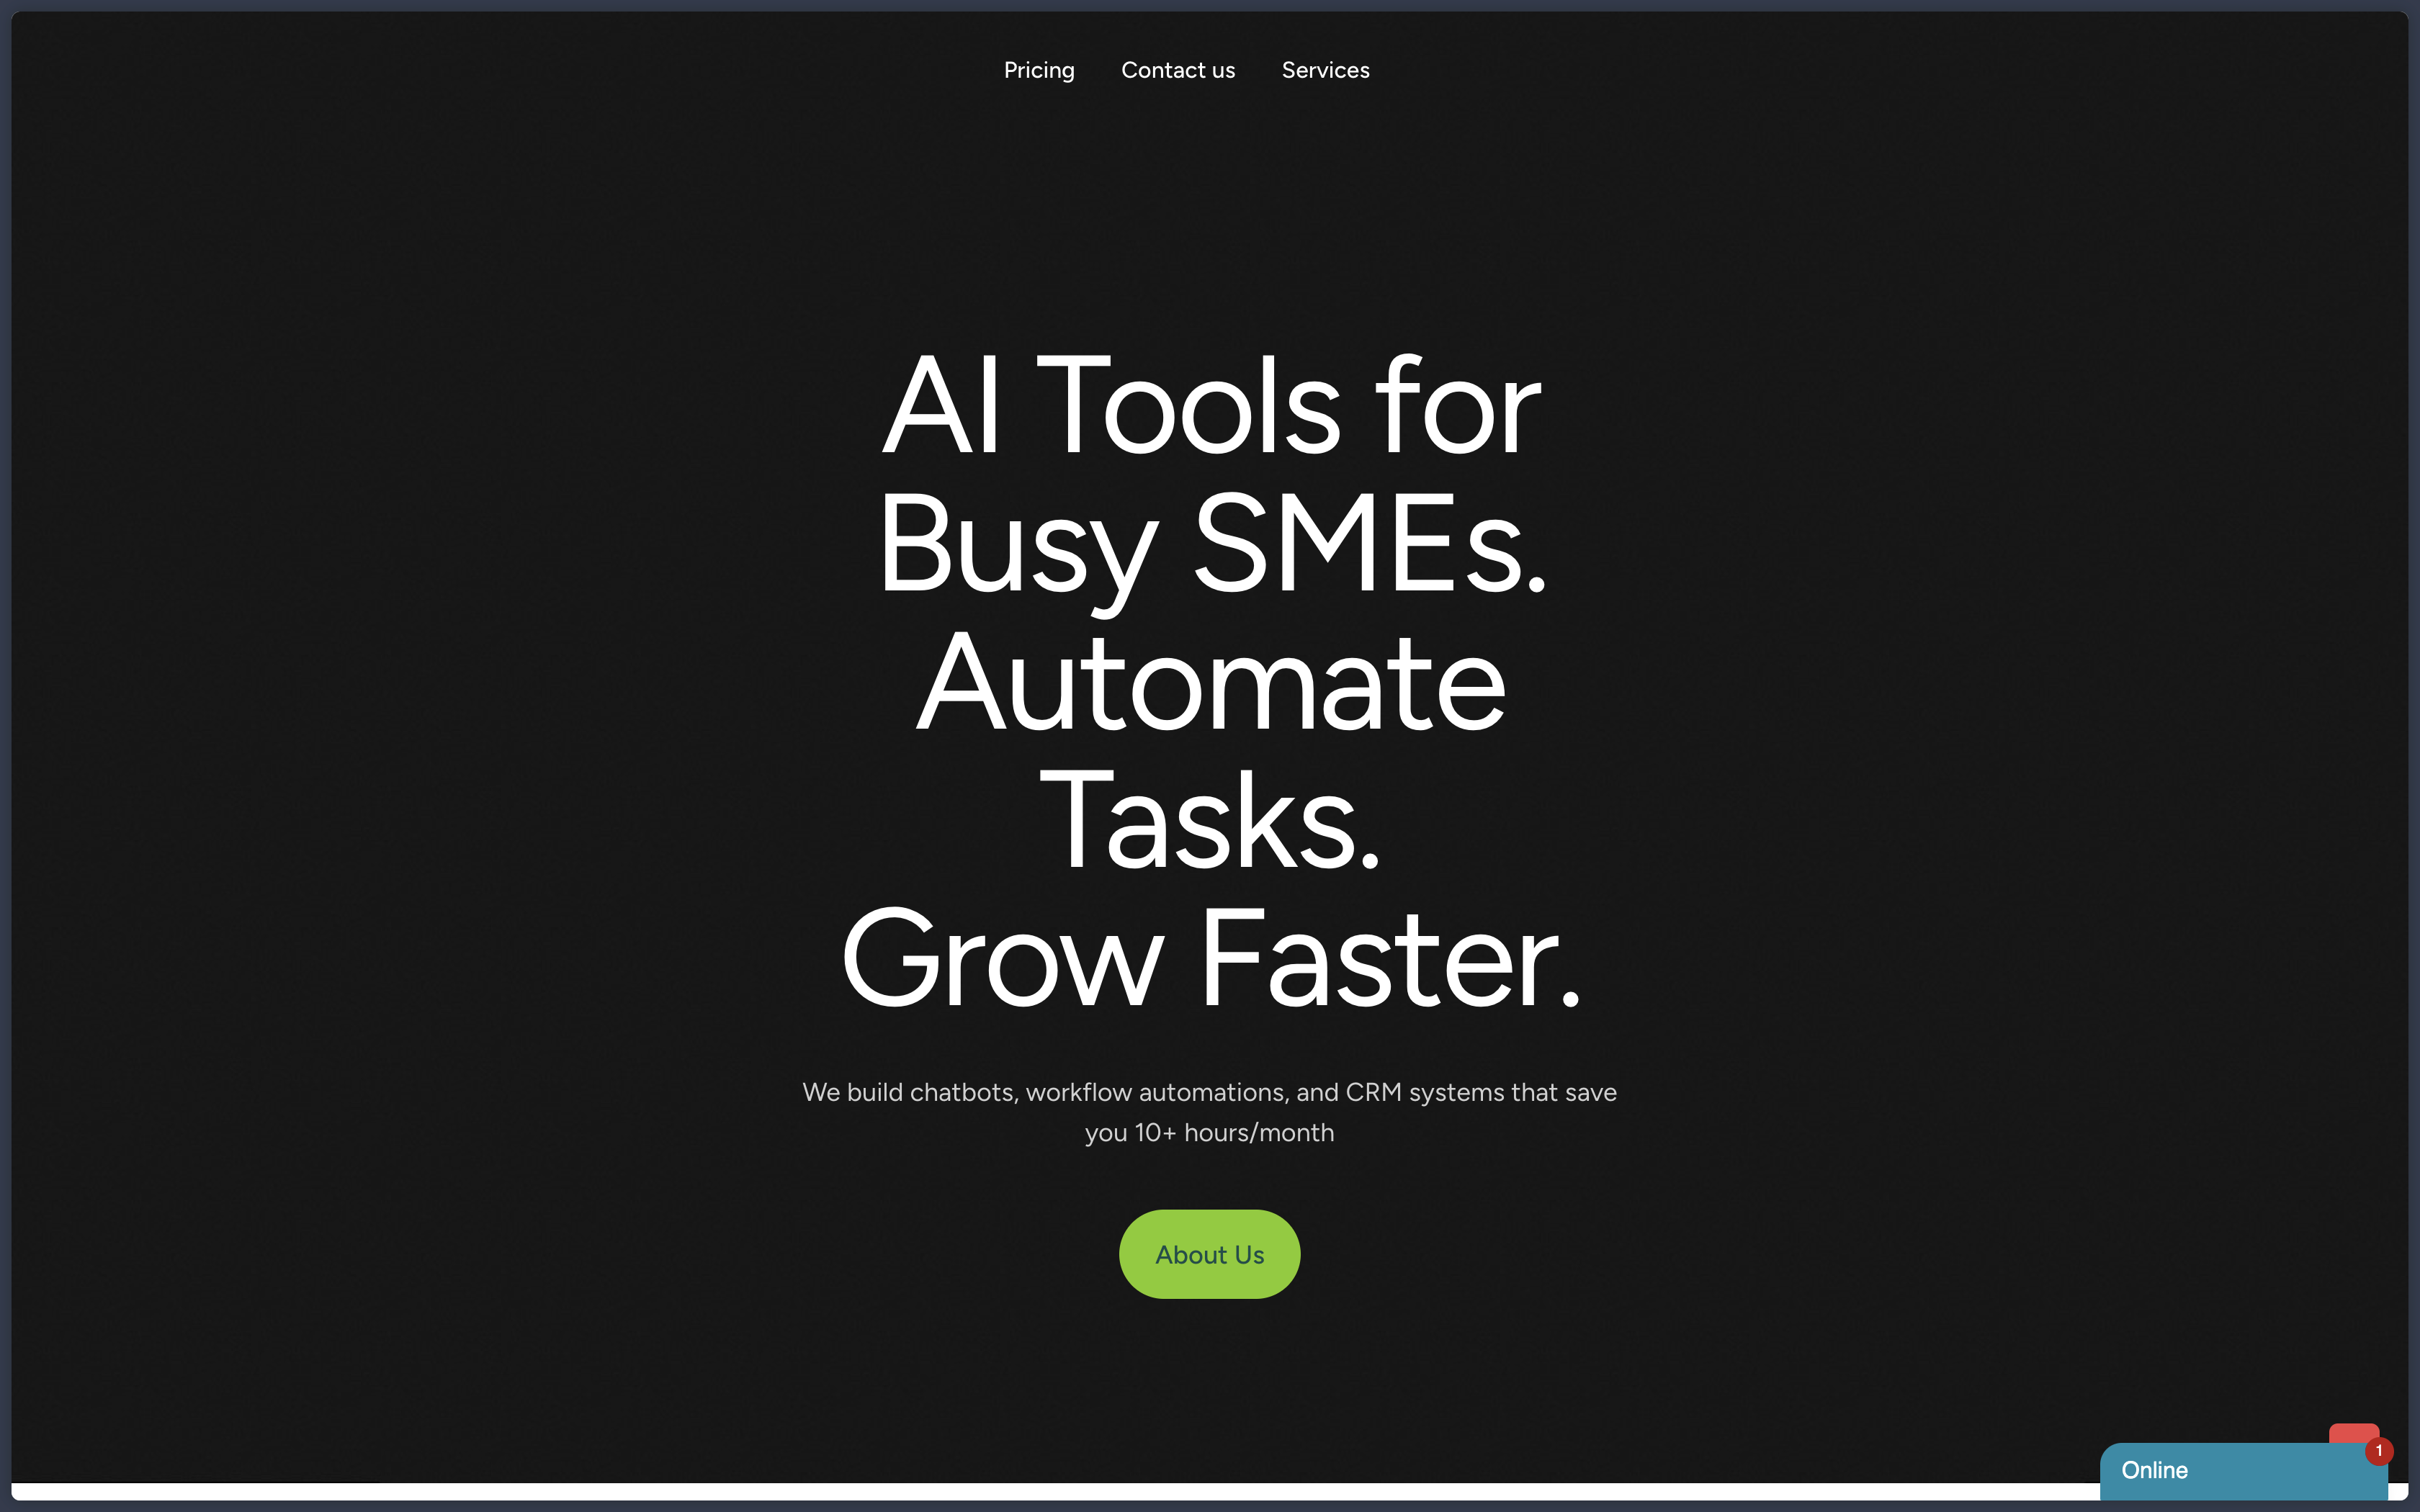 Pricing Contact us Services
AI Tools for
Busy SMEs.
Automate
Tasks.
Grow Faster.
We build chatbots, workflow automations, and CRM systems that save
you 10+ hours/month
About Us
1
Online